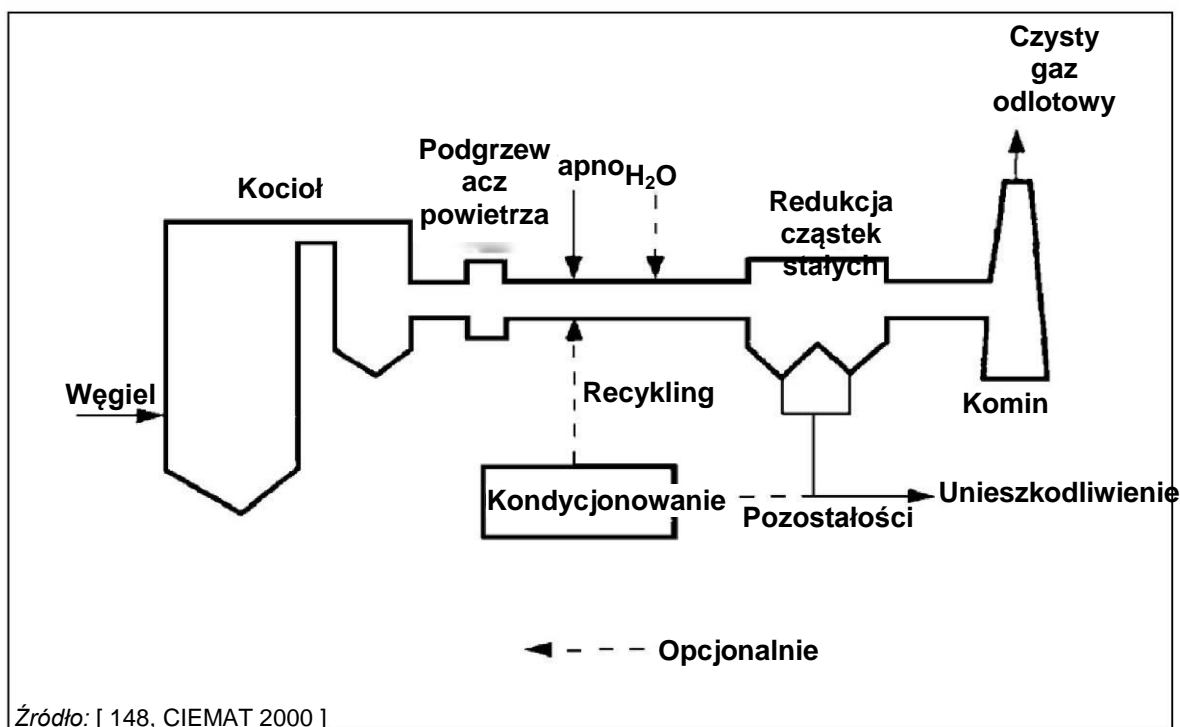 Czysty
gaz
odlotowy
Podgrzew
acz
powietrza
apno
H₂O
Kocioł
Redukcja
cząstek
stałych
Węgiel
Recykling
Komin
Kondycjonowanie
Unieszkodliwienie
Pozostałości
Opcjonalnie
Źródło: [ 148, CIEMAT 2000 ]